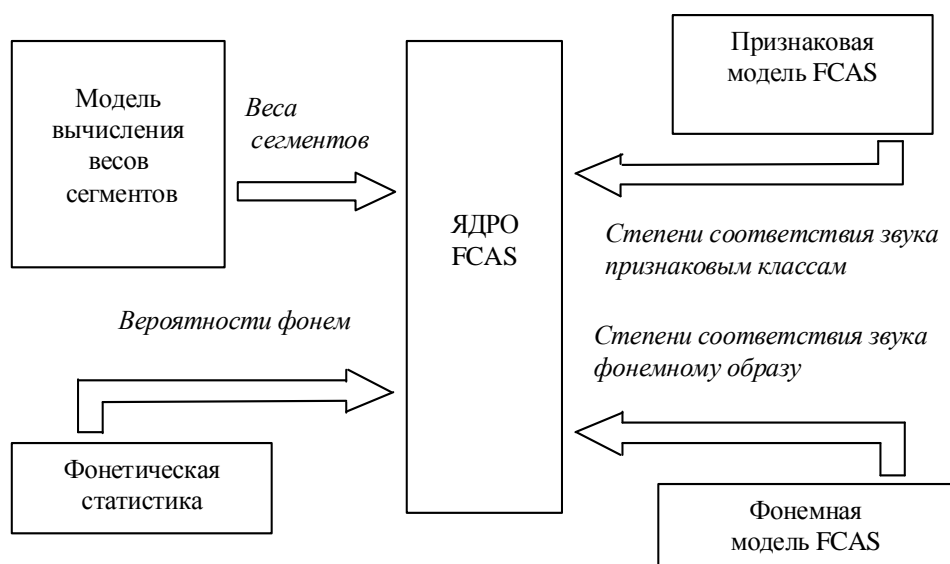 Модель
вычисления
весов
сегментов
Веса
сегментов
ЯДРО
FCAS
Признаковая
модель FCAS
Степени соответствия звука
признаковым классам
Вероятности фонем
Степени соответствия звука
фонемному образу
Фонетическая
статистика
Фонемная
модель FCAS